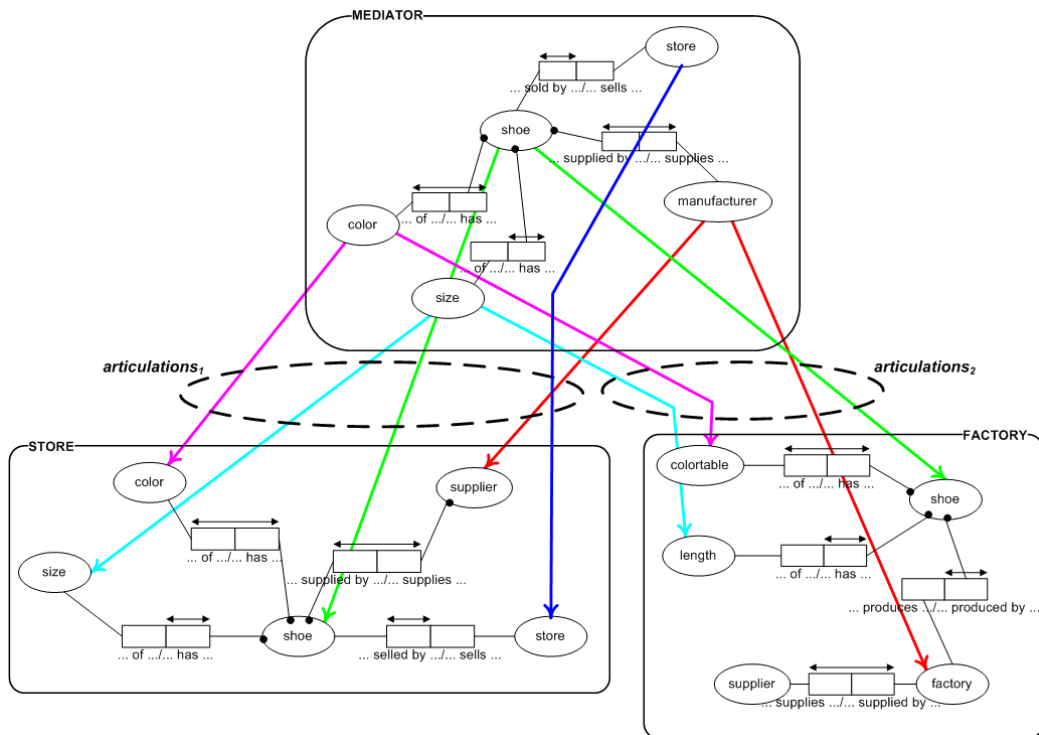 MEDIATOR
store
... sold by .../... sells ...
shoe
... supplied by .../... supplies ...
manufacturer
color
... of .../... has ...
... of .../... has ...
size
articulations1
articulations2
STORE
color
supplier
... of .../... has ...
size
... supplied by .../... supplies ...
shoe
store
... of .../... has ...
... selled by .../... sells ...
FACTORY
colortable
... of .../... has ...
shoe
length
... of .../... has ...
... produces .../... produced by ...
supplier
factory
... supplies .../... supplied by ...